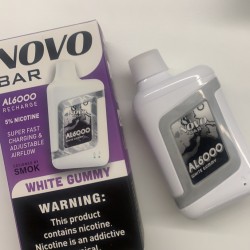 NOVO
BAR
AL6000
RECHARGE
5% NICOTINE
SUPER FAST
CHARGING &
ADJUSTABLE
AIRFLOW
SMOK
WHITE GUMMY
WARNING:
This product
contains nicotine.
Nicotine is an addictive
AL6000
Novo
AL6000
WHITE GUMMY